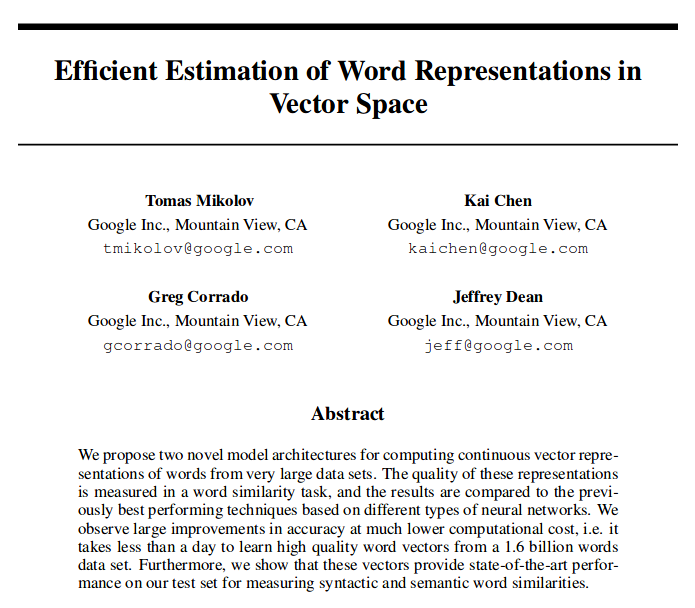 Efficient Estimation of Word Representations in
Vector Space
Tomas Mikolov
Google Inc., Mountain View, CA
tmikolov@google.com
Kai Chen
Google Inc., Mountain View, CA
kaichen@google.com
Greg Corrado
Google Inc., Mountain View, CA
gcorrado@google.com
Jeffrey Dean
Google Inc., Mountain View, CA
jeff@google.com
Abstract
We propose two novel model architectures for computing continuous vector repre-
sentations of words from very large data sets. The quality of these representations
is measured in a word similarity task, and the results are compared to the previ-
ously best performing techniques based on different types of neural networks. We
observe large improvements in accuracy at much lower computational cost, i.e. it
takes less than a day to learn high quality word vectors from a 1.6 billion words
data set. Furthermore, we show that these vectors provide state-of-the-art perfor-
mance on our test set for measuring syntactic and semantic word similarities.